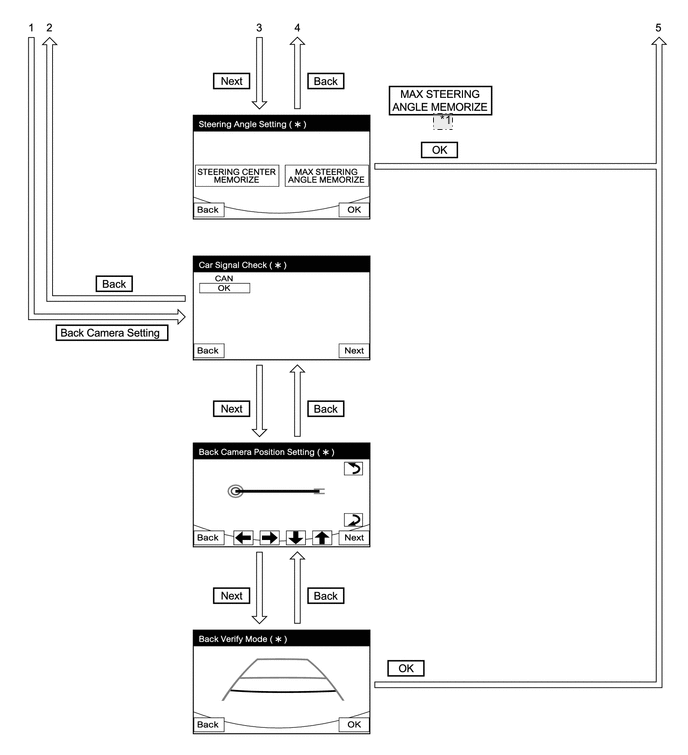 1 2 3 4 5
Next
Back
MAX STEERING
ANGLE MEMORIZE
*1
OK
Steering Angle Setting ( ∗ )
STEERING CENTER
MEMORIZE
MAX STEERING
ANGLE MEMORIZE
Back
OK
Car Signal Check ( ∗ )
CAN
OK
Back
Back Camera Setting
Back
Next
Next
Back
Back Camera Position Setting ( ∗ )
Back
Next
Next
Back
Back Verify Mode ( ∗ )
OK
Back
OK